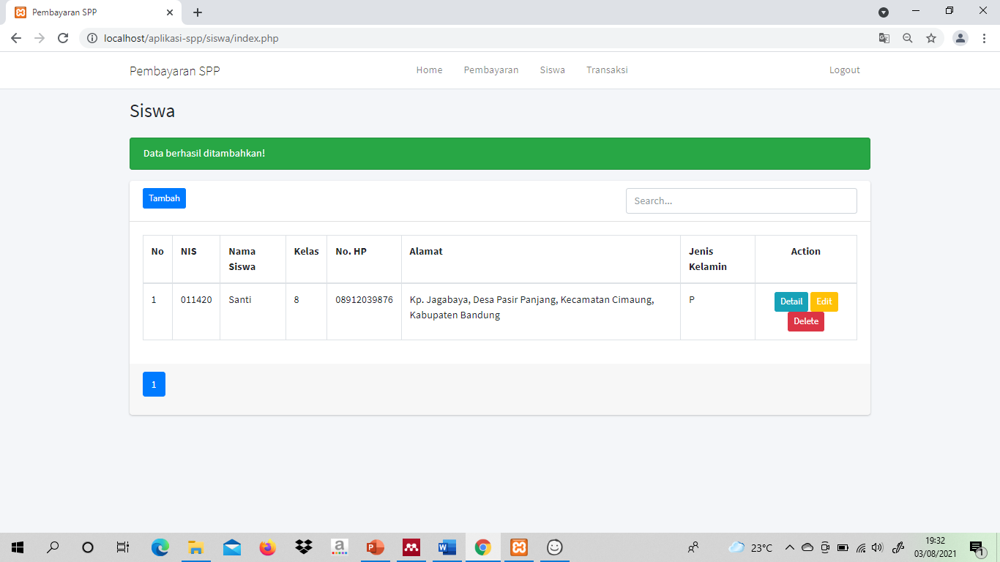 Pembayaran SPP
localhost/aplikasi-spp/siswa/index.php
Pembayaran SPP
Home
Pembayaran
Siswa
Transaksi
Logout
Siswa
Data berhasil ditambahkan!
Tambah
Search...
No
NIS
Nama
Siswa
Kelas
No. HP
Alamat
Jenis
Kelamin
Action
1
011420
Santi
8
08912039876
Kp. Jagabaya, Desa Pasir Panjang, Kecamatan Cimaung,
Kabupaten Bandung
P
Detail
Edit
Delete
1
a
P
W
23°C
19:32
03/08/2021
1